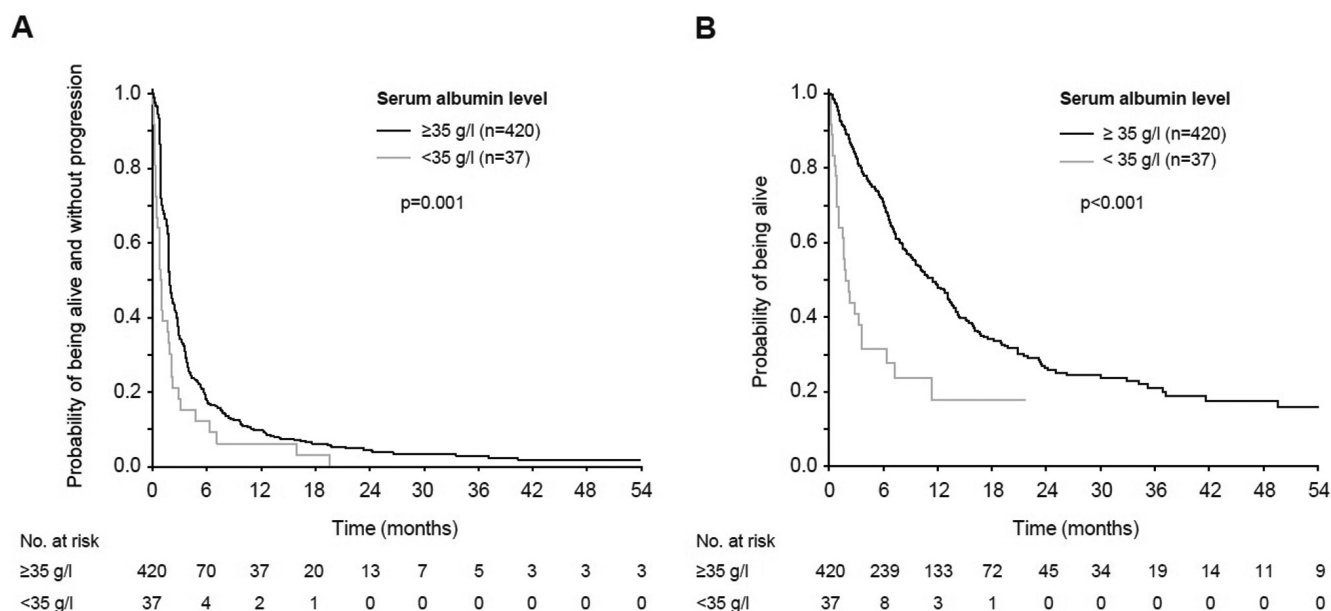 A
Probability of being alive and without progression
1.0
0.8
0.6
0.4
0.2
0.0
Serum albumin level
≥35 g/l (n=420)
<35 g/l (n=37)
p=0.001
0 6 12 18 24 30 36 42 48 54
Time (months)
No. at risk
≥35 g/l 420 70 37 20 13 7 5 3 3 3
<35 g/l 37 4 2 1 0 0 0 0 0 0
B
Probability of being alive
1.0
0.8
0.6
0.4
0.2
0.0
Serum albumin level
≥ 35 g/l (n=420)
< 35 g/l (n=37)
p<0.001
0 6 12 18 24 30 36 42 48 54
Time (months)
No. at risk
≥35 g/l 420 239 133 72 45 34 19 14 11 9
<35 g/l 37 8 3 1 0 0 0 0 0 0